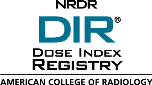 NRDR
DIR®
DOSE INDEX
REGISTRY
AMERICAN COLLEGE OF RADIOLOGY